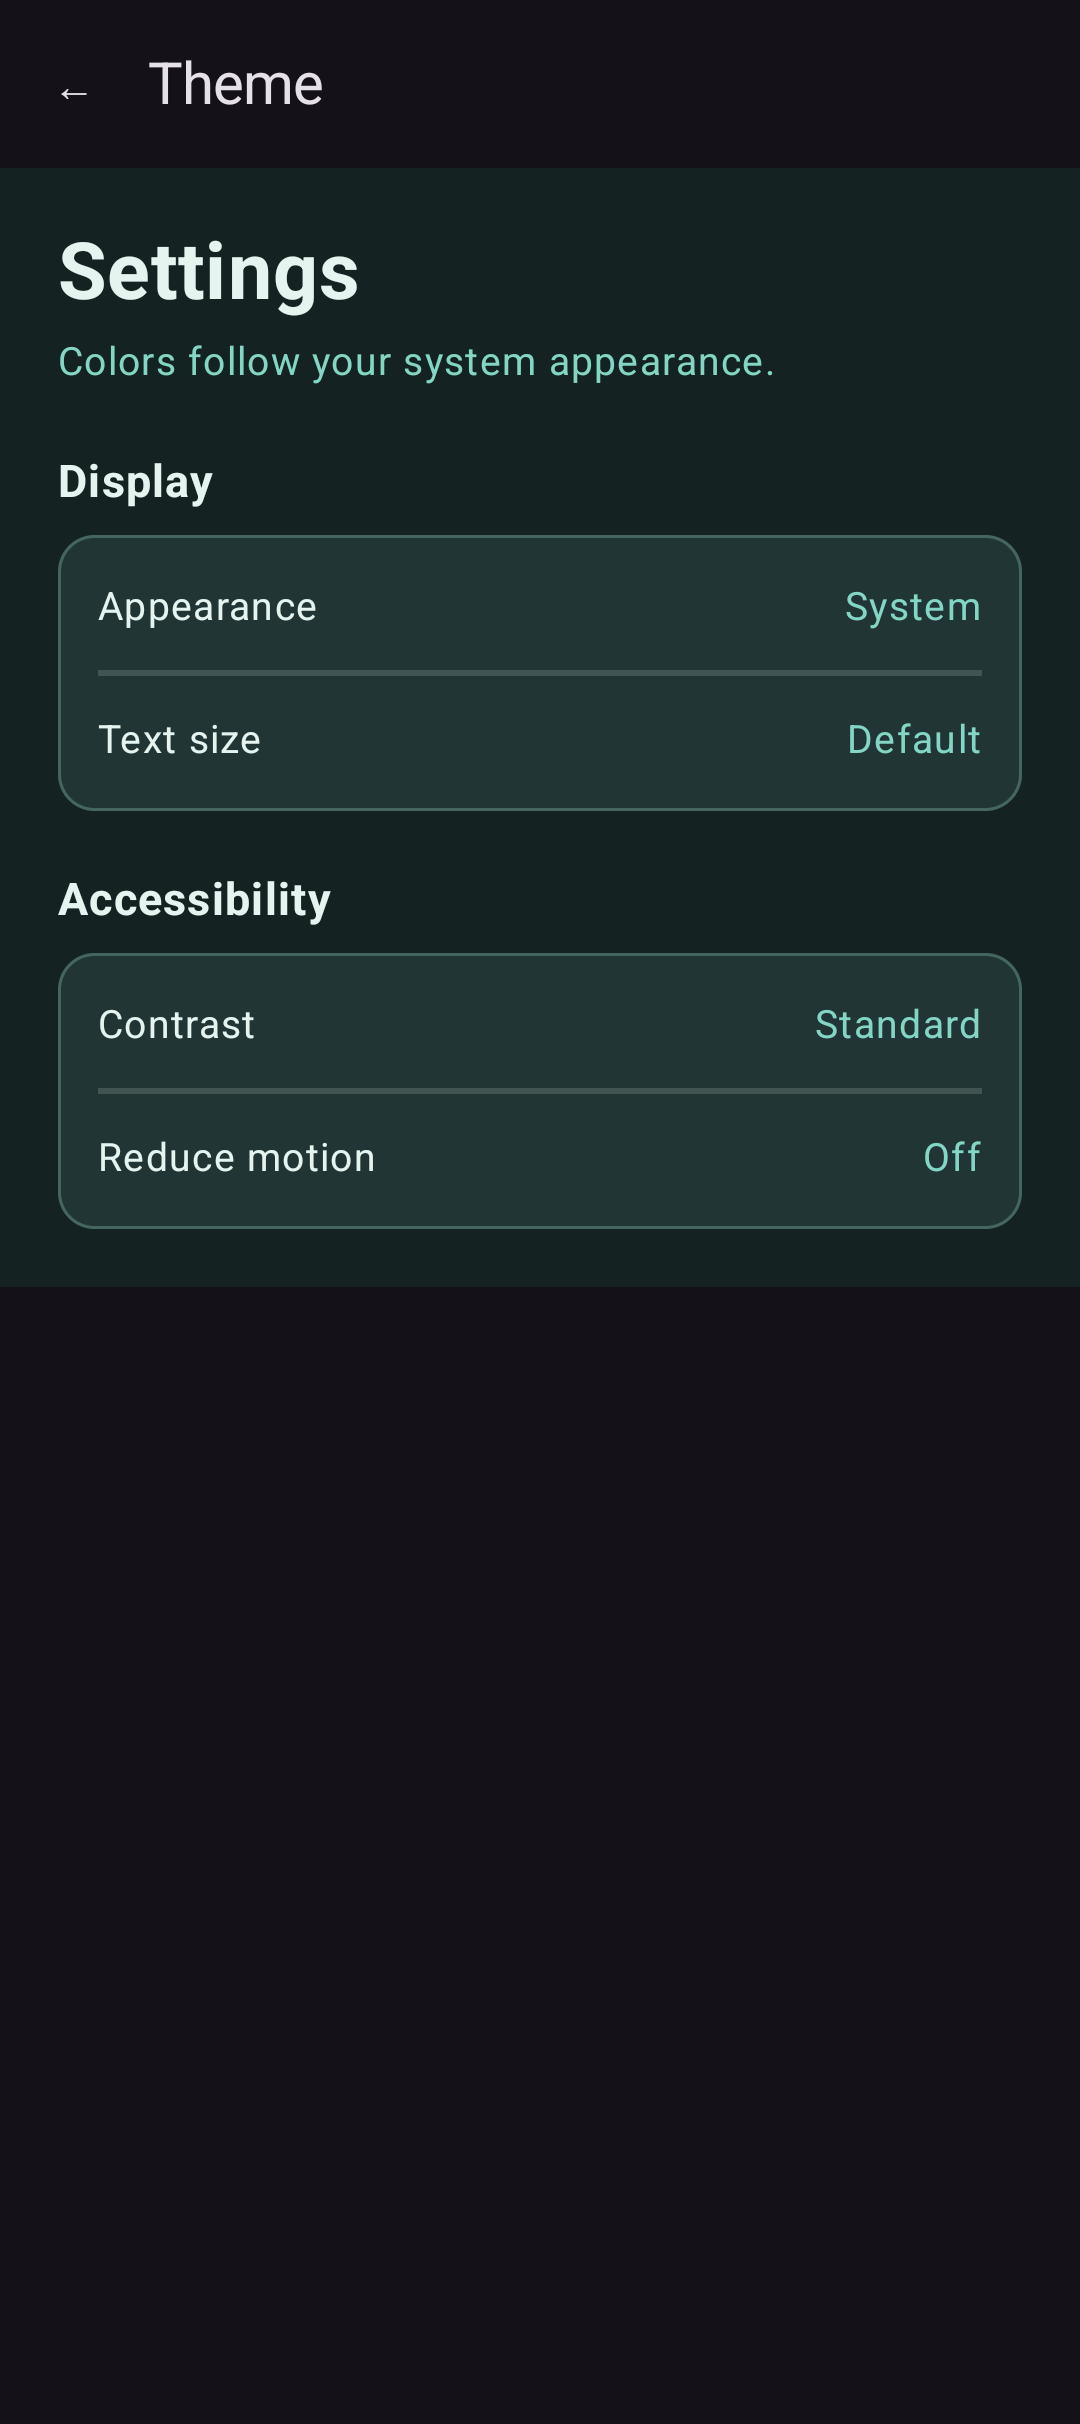 ← Theme
Settings
Colors follow your system appearance.
Display
Appearance System
Text size Default
Accessibility
Contrast Standard
Reduce motion Off